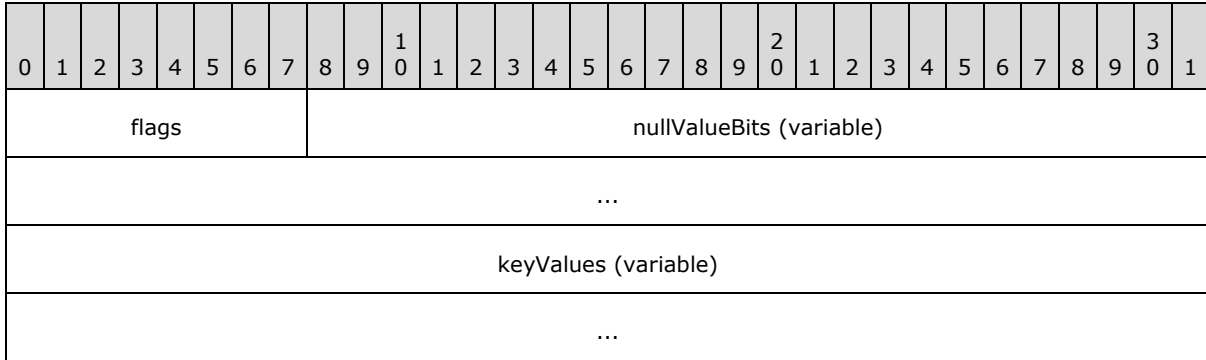 0 1 2 3 4 5 6 7 8 9 1 0 1 2 3 4 5 6 7 8 9 2 0 1 2 3 4 5 6 7 8 9 3 0 1
flags nullValueBits (variable)
...
keyValues (variable)
...